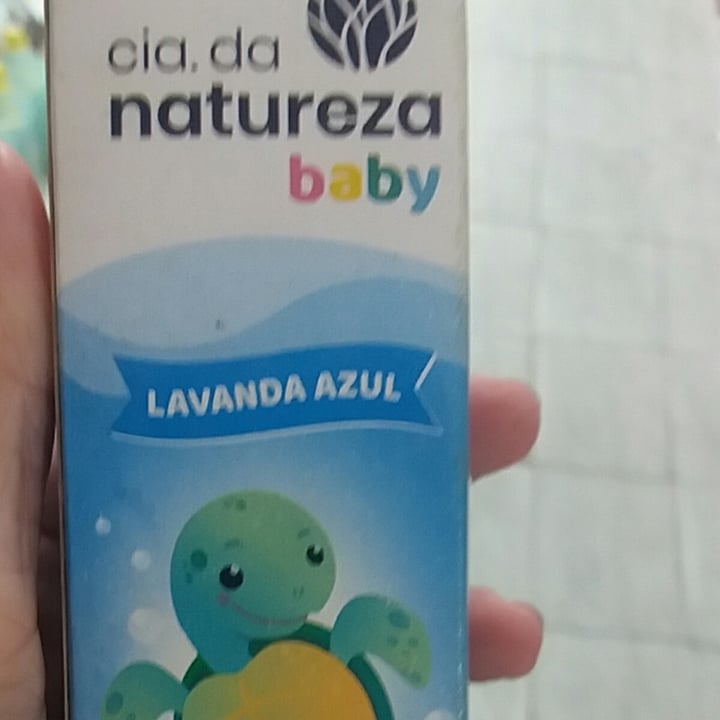 cia. da
natureza
baby
LAVANDA AZUL